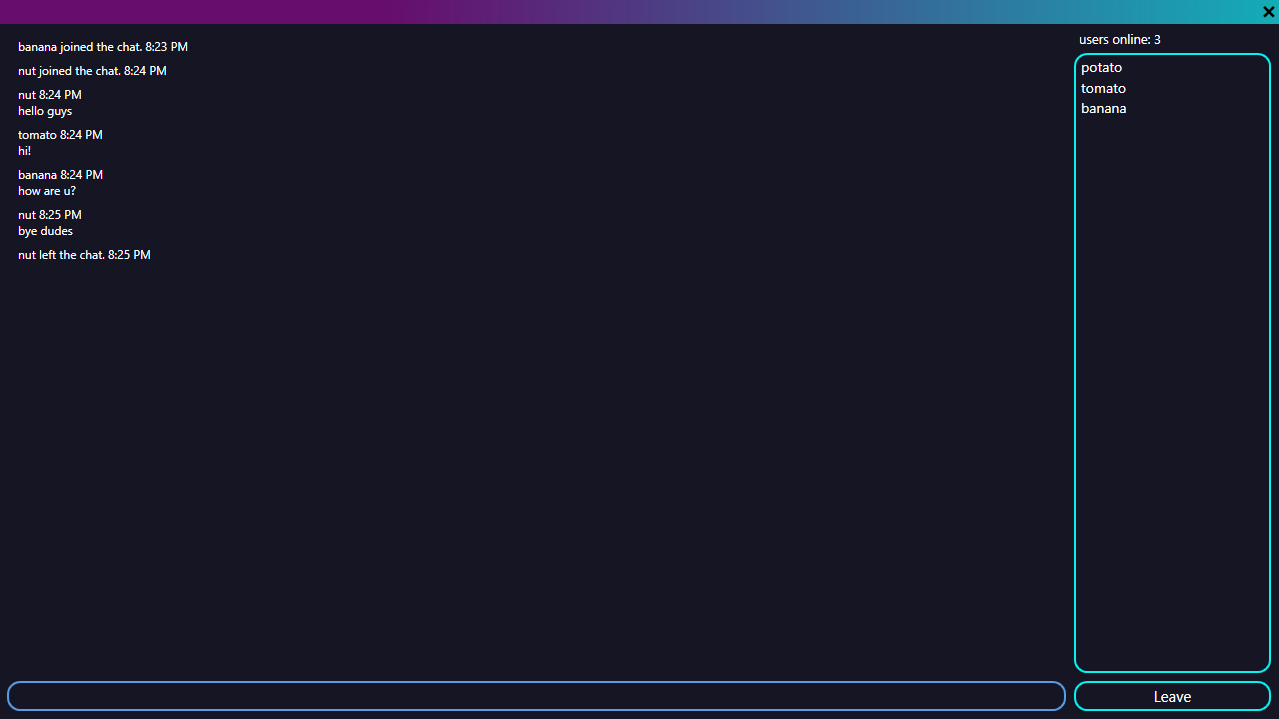 banana joined the chat. 8:23 PM
nut joined the chat. 8:24 PM
nut 8:24 PM
hello guys
tomato 8:24 PM
hi!
banana 8:24 PM
how are u?
nut 8:25 PM
bye dudes
nut left the chat. 8:25 PM
users online: 3
potato
tomato
banana
Leave